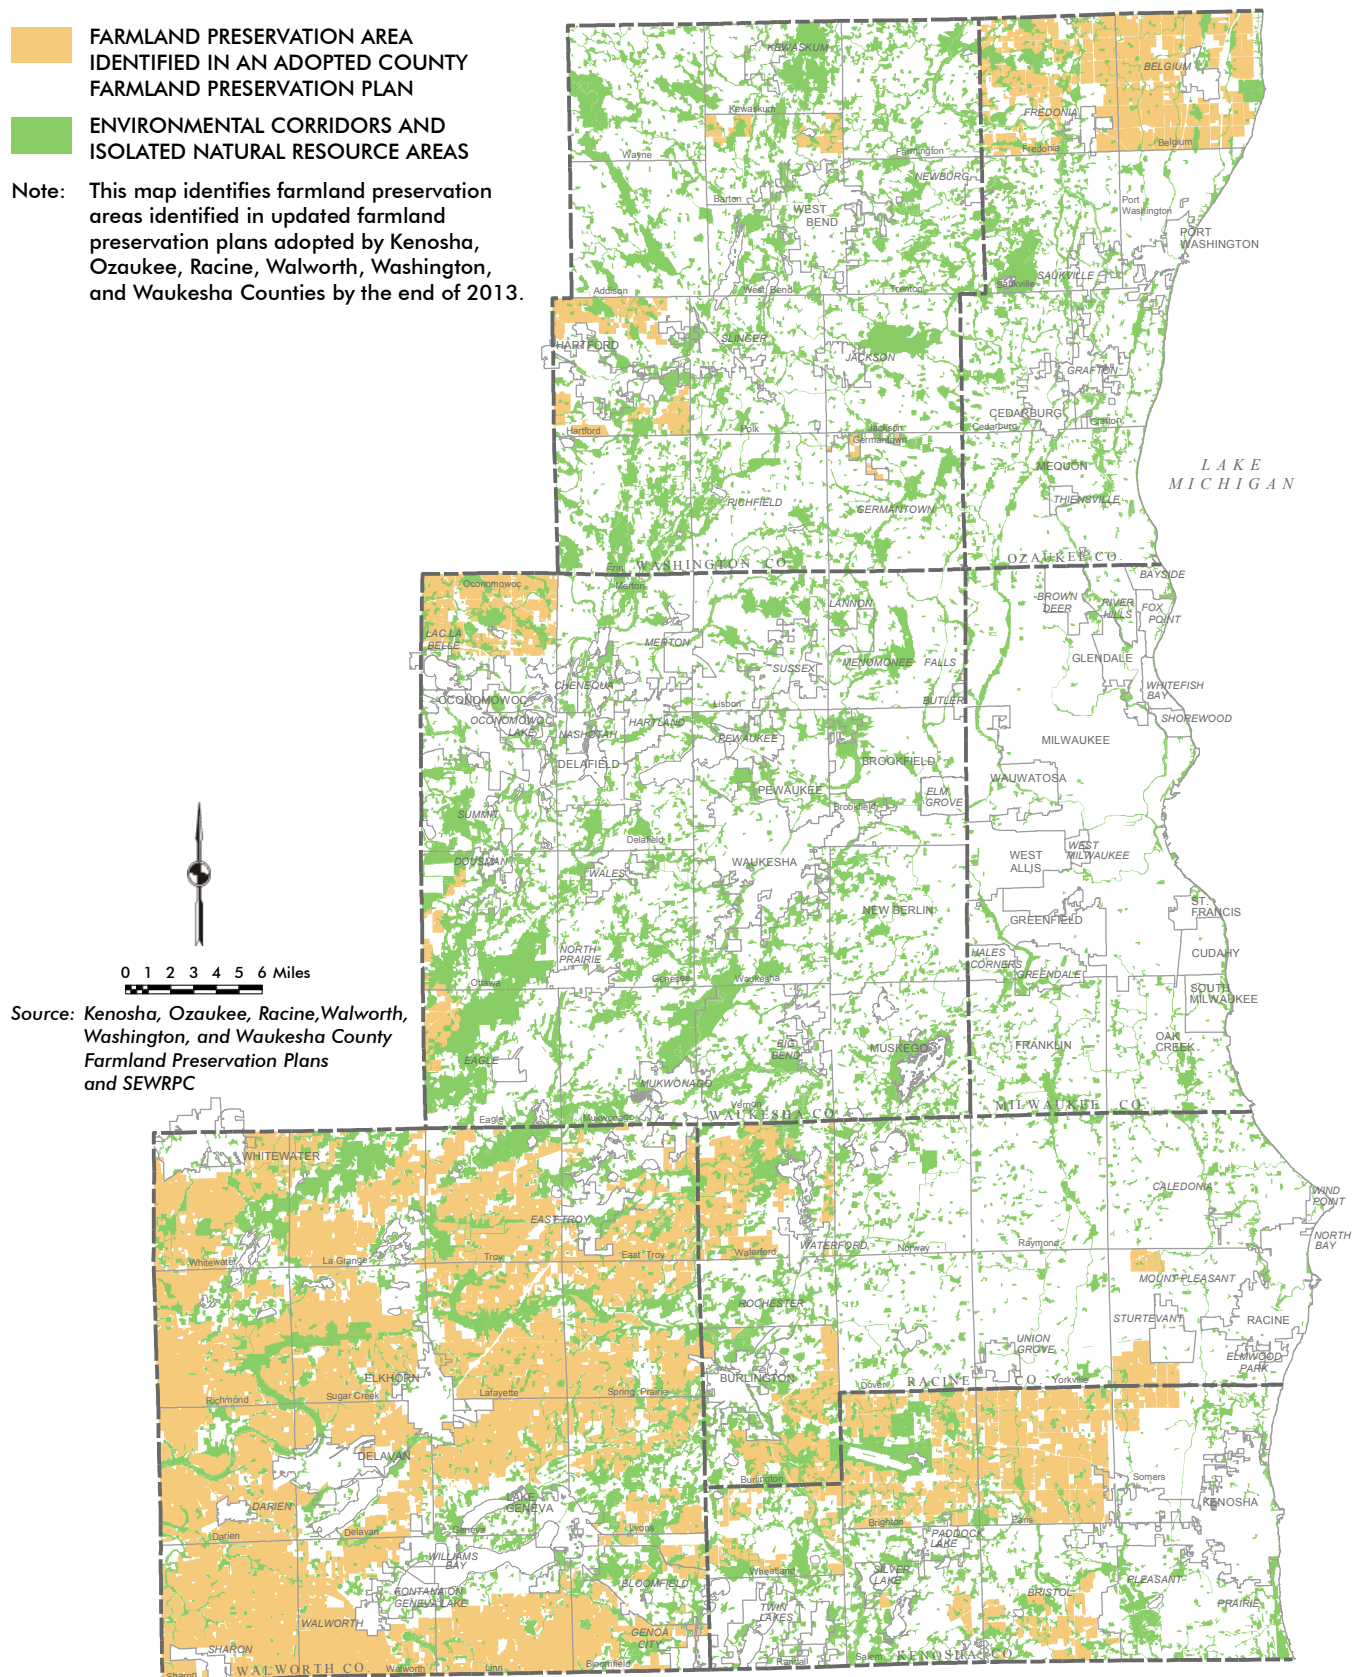 FARMLAND PRESERVATION AREA
IDENTIFIED IN AN ADOPTED COUNTY
FARMLAND PRESERVATION PLAN
ENVIRONMENTAL CORRIDORS AND
ISOLATED NATURAL RESOURCE AREAS
Note: This map identifies farmland preservation
areas identified in updated farmland
preservation plans adopted by Kenosha,
Ozaukee, Racine, Walworth, Washington,
and Waukesha Counties by the end of 2013.
KEWASKUM
BELGIUM
Kewaskum
FREDONIA
Wayne
Farmington
Fredonia
Belgium
NEWBURG
Barton
WEST
BEND
Port
Washington
PORT
WASHINGTON
SAUKVILLE
Saukville
Addison
West Bend
Trenton
HARTFORD
SLINGER
JACKSON
GRAFTON
CEDARBURG
Hartford
Polk
Jackson
Cedarburg
Grafton
Germantown
LAKE
MICHIGAN
MEQUON
THIENSVILLE
RICHFIELD
GERMANTOWN
Erin
WASHINGTON CO.
OZAUKEE CO.
Oconomowoc
Merton
BAYSIDE
BROWN
DEER
RIVER
HILLS
FOX
POINT
LANNON
LAC LA
BELLE
MERTON
GLENDALE
SUSSEX
MENOMONEE FALLS
CHENEQUA
WHITEFISH
BAY
OCONOMOWOC
Lisbon
BUTLER
OCONOMOWOC
LAKE
HARTLAND
SHOREWOOD
NASHOTAH
PEWAUKEE
MILWAUKEE
DELAFIELD
BROOKFIELD
WAUWATOSA
PEWAUKEE
ELM
GROVE
Brookfield
SUMMIT
Delafield
DOUSMAN
WALES
WAUKESHA
WEST
ALLIS
WEST
MILWAUKEE
NEW BERLIN
GREENFIELD
ST.
FRANCIS
NORTH
PRAIRIE
HALES
CORNERS
GREENDALE
CUDAHY
Ottawa
Genesee
Waukesha
SOUTH
MILWAUKEE
0 1 2 3 4 5 6 Miles
Source: Kenosha, Ozaukee, Racine,Walworth,
Washington, and Waukesha County
Farmland Preservation Plans
and SEWRPC
EAGLE
BIG
BEND
MUSKEGO
FRANKLIN
OAK
CREEK
MUKWONAGO
Eagle
Mukwonago
Vernon
WAUKESHA CO.
MILWAUKEE CO.
WHITEWATER
CALEDONIA
WIND
POINT
EAST TROY
NORTH
BAY
Whitewater
La Grange
Troy
East Troy
Waterford
WATERFORD
Norway
Raymond
MOUNT PLEASANT
ROCHESTER
STURTEVANT
RACINE
UNION
GROVE
ELMWOOD
PARK
ELKHORN
BURLINGTON
Dover
RACINE CO.
Yorkville
Richmond
Sugar Creek
Lafayette
Spring Prairie
DELAVAN
Burlington
Somers
DARIEN
LAKE
GENEVA
KENOSHA
Darien
Delavan
Geneva
Lyons
Brighton
Paris
PADDOCK
LAKE
WILLIAMS
BAY
Wheatland
SILVER
LAKE
BLOOMFIELD
FONTANA ON
GENEVA LAKE
BRISTOL
PLEASANT
PRAIRIE
TWIN
LAKES
WALWORTH
GENOA
CITY
SHARON
Sharon
WALWORTH CO.
Walworth
Linn
Bloomfield
Randall
Salem
KENOSHA CO.